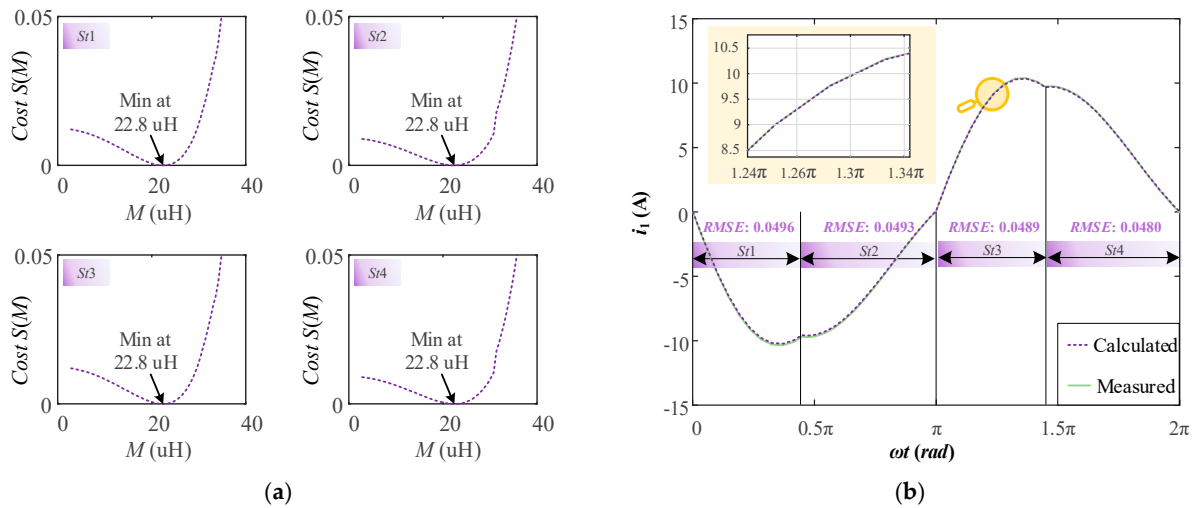 0.05
St1
Cost S(M)
Min at
22.8 uH
0
0
20
40
M (uH)
0.05
St2
Cost S(M)
Min at
22.8 uH
0
0
20
40
M (uH)
0.05
St3
Cost S(M)
Min at
22.8 uH
0
0
20
40
M (uH)
0.05
St4
Cost S(M)
Min at
22.8 uH
0
0
20
40
M (uH)
(a)
15
10
5
0
-5
-10
-15
i₁ (A)
10.5
10
9.5
9
8.5
1.24π
1.26π
1.3π
1.34π
RMSE: 0.0496
RMSE: 0.0493
RMSE: 0.0489
RMSE: 0.0480
St1
St2
St3
St4
Calculated
Measured
0
0.5π
π
1.5π
2π
ωt (rad)
(b)